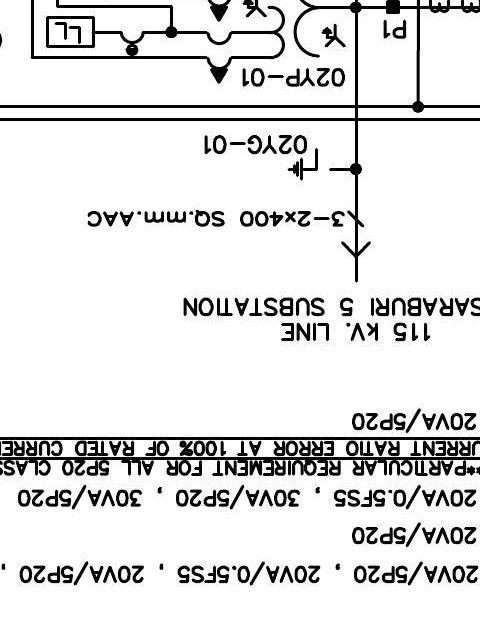 20VA/5P20 , 20VA/0.5FS5 , 20VA/5P20 ,
20VA/5P20
20VA/0.5FS5 , 30VA/5P20 , 30VA/5P20
**PARTICULAR REQUIREMENT FOR ALL 5P20 CLASS
URRENT RATIO ERROR AT 100% OF RATED CURRE
20VA/5P20
115 kV. LINE
SARABURI 5 SUBSTATION
3-2x400 SQ.mm.AAC
02YG-01
02YP-01
P1
LL